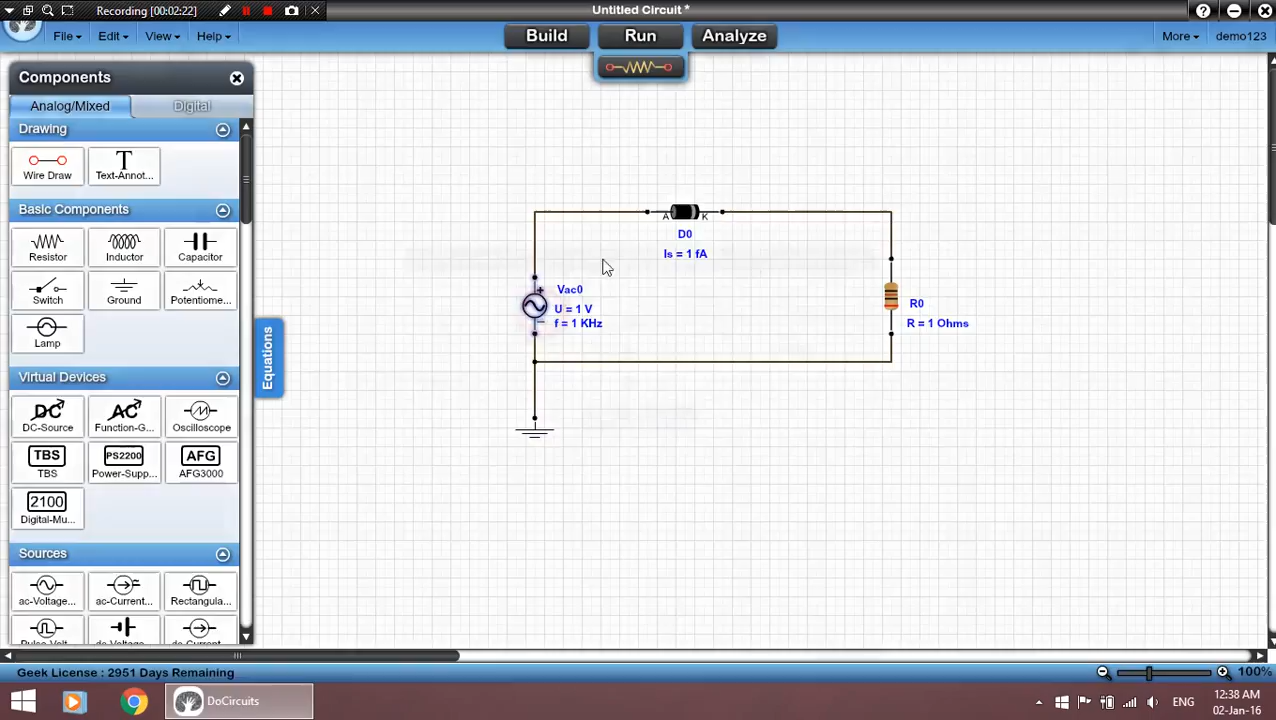 Recording [00:02:22]
Untitled Circuit *
File Edit View Help
Build Run Analyze
More demo123
Components
Analog/Mixed Digital
Drawing
Wire Draw Text-Annot...
Basic Components
Resistor Inductor Capacitor
Switch Ground Potentiome...
Lamp
Virtual Devices
DC AC
DC-Source Function-G... Oscilloscope
TBS PS2200 AFG
TBS Power-Supp... AFG3000
2100
Digital-Mu...
Sources
ac-Voltage... ac-Current... Rectangula...
Equations
A K
D0
Is = 1 fA
Vac0
U = 1 V
f = 1 KHz
R0
R = 1 Ohms
Geek License : 2951 Days Remaining
100%
DoCircuits
ENG
12:38 AM
02-Jan-16